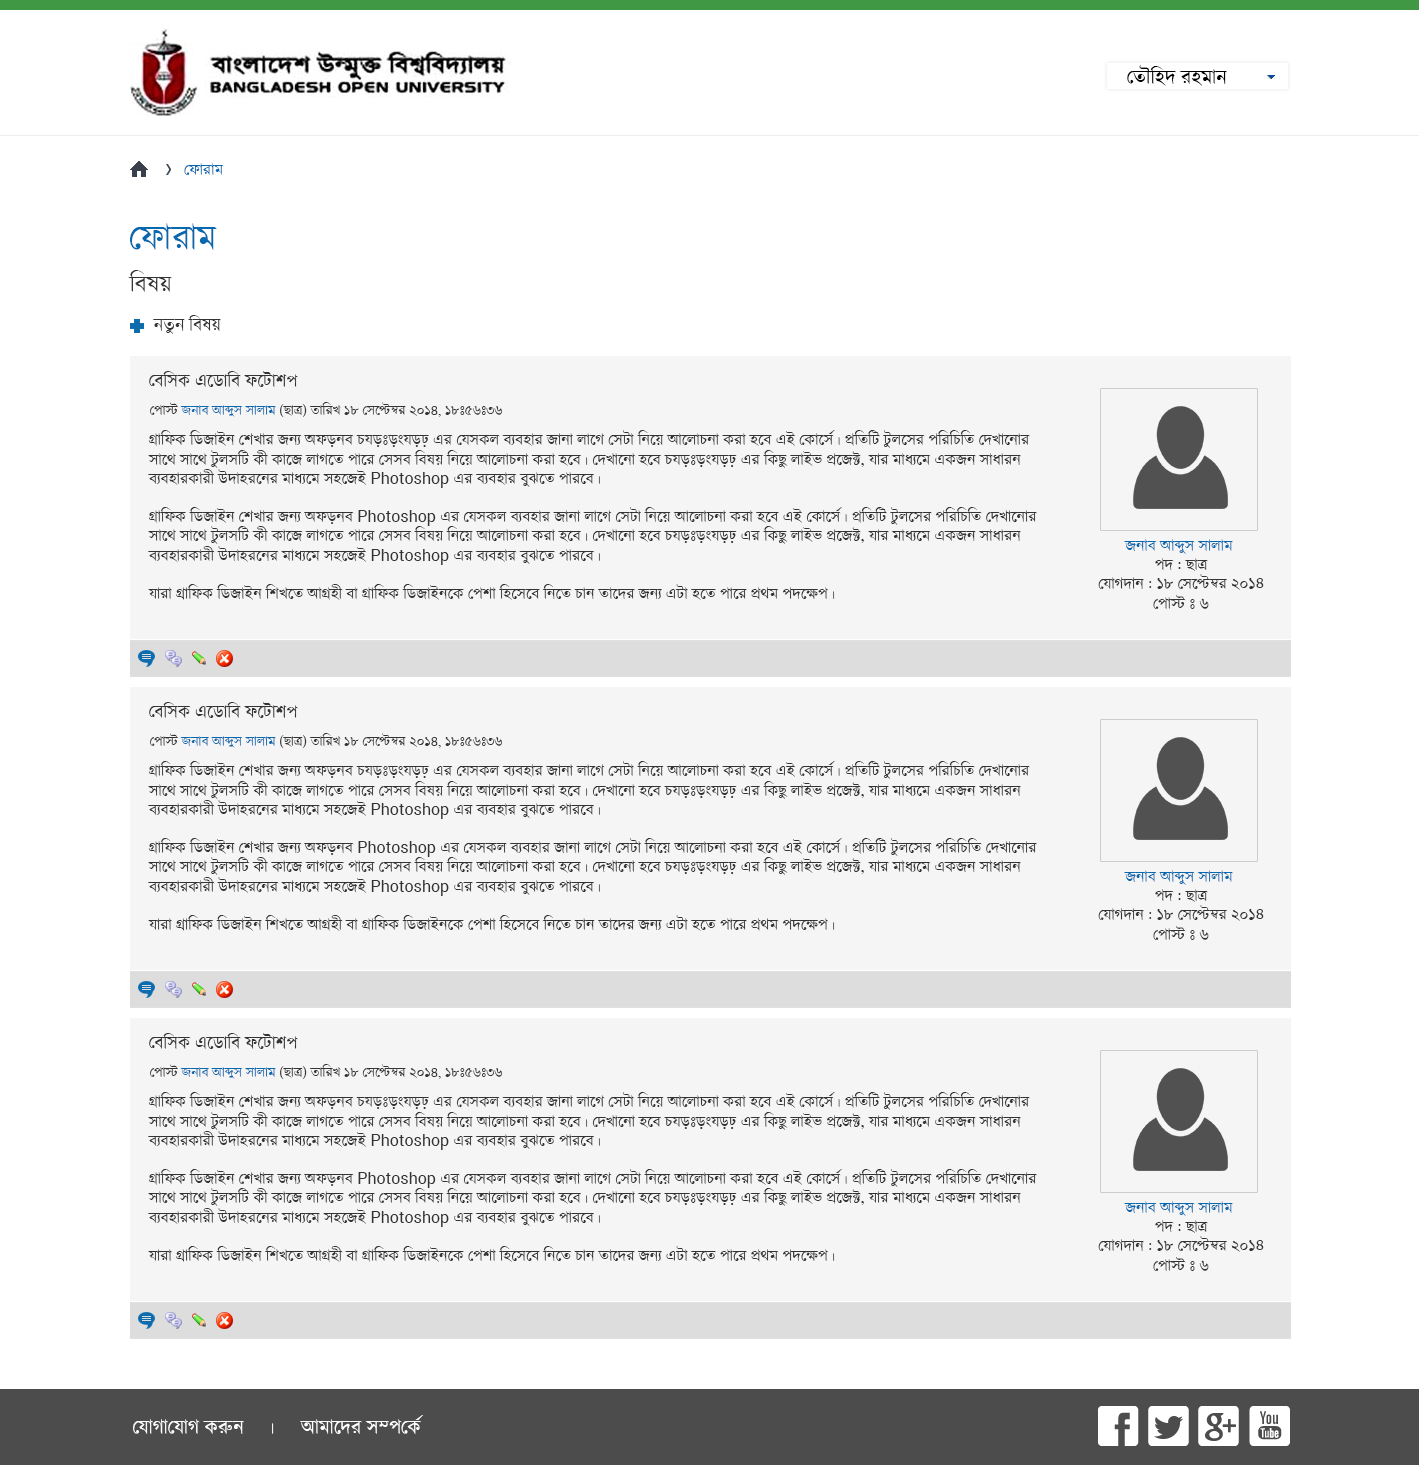 বাংলাদেশ উন্মুক্ত বিশ্ববিদ্যালয়
BANGLADESH OPEN UNIVERSITY
তৌহিদ রহমান
ফোরাম
ফোরাম
বিষয়
নতুন বিষয়
বেসিক এডোবি ফটোশপ
পোস্ট জনাব আব্দুস সালাম (ছাত্র) তারিখ ১৮ সেপ্টেম্বর ২০১৪, ১৮ঃ৫৬ঃ৩৬
গ্রাফিক ডিজাইন শেখার জন্য অফড়নব চযড়ঃড়ংযড়ঢ় এর যেসকল ব্যবহার জানা লাগে সেটা নিয়ে আলোচনা করা হবে এই কোর্সে। প্রতিটি টুলসের পরিচিতি দেখানোর
সাথে সাথে টুলসটি কী কাজে লাগতে পারে সেসব বিষয় নিয়ে আলোচনা করা হবে। দেখানো হবে চযড়ঃড়ংযড়ঢ় এর কিছু লাইভ প্রজেক্ট, যার মাধ্যমে একজন সাধারন
ব্যবহারকারী উদাহরনের মাধ্যমে সহজেই Photoshop এর ব্যবহার বুঝতে পারবে।
গ্রাফিক ডিজাইন শেখার জন্য অফড়নব Photoshop এর যেসকল ব্যবহার জানা লাগে সেটা নিয়ে আলোচনা করা হবে এই কোর্সে। প্রতিটি টুলসের পরিচিতি দেখানোর
সাথে সাথে টুলসটি কী কাজে লাগতে পারে সেসব বিষয় নিয়ে আলোচনা করা হবে। দেখানো হবে চযড়ঃড়ংযড়ঢ় এর কিছু লাইভ প্রজেক্ট, যার মাধ্যমে একজন সাধারন
ব্যবহারকারী উদাহরনের মাধ্যমে সহজেই Photoshop এর ব্যবহার বুঝতে পারবে।
যারা গ্রাফিক ডিজাইন শিখতে আগ্রহী বা গ্রাফিক ডিজাইনকে পেশা হিসেবে নিতে চান তাদের জন্য এটা হতে পারে প্রথম পদক্ষেপ।
জনাব আব্দুস সালাম
পদ : ছাত্র
যোগদান : ১৮ সেপ্টেম্বর ২০১৪
পোস্ট ঃ ৬
বেসিক এডোবি ফটোশপ
পোস্ট জনাব আব্দুস সালাম (ছাত্র) তারিখ ১৮ সেপ্টেম্বর ২০১৪, ১৮ঃ৫৬ঃ৩৬
গ্রাফিক ডিজাইন শেখার জন্য অফড়নব চযড়ঃড়ংযড়ঢ় এর যেসকল ব্যবহার জানা লাগে সেটা নিয়ে আলোচনা করা হবে এই কোর্সে। প্রতিটি টুলসের পরিচিতি দেখানোর
সাথে সাথে টুলসটি কী কাজে লাগতে পারে সেসব বিষয় নিয়ে আলোচনা করা হবে। দেখানো হবে চযড়ঃড়ংযড়ঢ় এর কিছু লাইভ প্রজেক্ট, যার মাধ্যমে একজন সাধারন
ব্যবহারকারী উদাহরনের মাধ্যমে সহজেই Photoshop এর ব্যবহার বুঝতে পারবে।
গ্রাফিক ডিজাইন শেখার জন্য অফড়নব Photoshop এর যেসকল ব্যবহার জানা লাগে সেটা নিয়ে আলোচনা করা হবে এই কোর্সে। প্রতিটি টুলসের পরিচিতি দেখানোর
সাথে সাথে টুলসটি কী কাজে লাগতে পারে সেসব বিষয় নিয়ে আলোচনা করা হবে। দেখানো হবে চযড়ঃড়ংযড়ঢ় এর কিছু লাইভ প্রজেক্ট, যার মাধ্যমে একজন সাধারন
ব্যবহারকারী উদাহরনের মাধ্যমে সহজেই Photoshop এর ব্যবহার বুঝতে পারবে।
যারা গ্রাফিক ডিজাইন শিখতে আগ্রহী বা গ্রাফিক ডিজাইনকে পেশা হিসেবে নিতে চান তাদের জন্য এটা হতে পারে প্রথম পদক্ষেপ।
জনাব আব্দুস সালাম
পদ : ছাত্র
যোগদান : ১৮ সেপ্টেম্বর ২০১৪
পোস্ট ঃ ৬
বেসিক এডোবি ফটোশপ
পোস্ট জনাব আব্দুস সালাম (ছাত্র) তারিখ ১৮ সেপ্টেম্বর ২০১৪, ১৮ঃ৫৬ঃ৩৬
গ্রাফিক ডিজাইন শেখার জন্য অফড়নব চযড়ঃড়ংযড়ঢ় এর যেসকল ব্যবহার জানা লাগে সেটা নিয়ে আলোচনা করা হবে এই কোর্সে। প্রতিটি টুলসের পরিচিতি দেখানোর
সাথে সাথে টুলসটি কী কাজে লাগতে পারে সেসব বিষয় নিয়ে আলোচনা করা হবে। দেখানো হবে চযড়ঃড়ংযড়ঢ় এর কিছু লাইভ প্রজেক্ট, যার মাধ্যমে একজন সাধারন
ব্যবহারকারী উদাহরনের মাধ্যমে সহজেই Photoshop এর ব্যবহার বুঝতে পারবে।
গ্রাফিক ডিজাইন শেখার জন্য অফড়নব Photoshop এর যেসকল ব্যবহার জানা লাগে সেটা নিয়ে আলোচনা করা হবে এই কোর্সে। প্রতিটি টুলসের পরিচিতি দেখানোর
সাথে সাথে টুলসটি কী কাজে লাগতে পারে সেসব বিষয় নিয়ে আলোচনা করা হবে। দেখানো হবে চযড়ঃড়ংযড়ঢ় এর কিছু লাইভ প্রজেক্ট, যার মাধ্যমে একজন সাধারন
ব্যবহারকারী উদাহরনের মাধ্যমে সহজেই Photoshop এর ব্যবহার বুঝতে পারবে।
যারা গ্রাফিক ডিজাইন শিখতে আগ্রহী বা গ্রাফিক ডিজাইনকে পেশা হিসেবে নিতে চান তাদের জন্য এটা হতে পারে প্রথম পদক্ষেপ।
জনাব আব্দুস সালাম
পদ : ছাত্র
যোগদান : ১৮ সেপ্টেম্বর ২০১৪
পোস্ট ঃ ৬
যোগাযোগ করুন । আমাদের সম্পর্কে
You
Tube